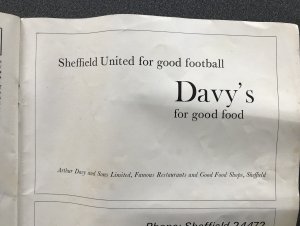 Sheffield United for good football
Davy's
for good food
Arthur Davy and Sons Limited, Famous Restaurants and Good Food Shops, Sheffield
Phone: Sheffield 24473